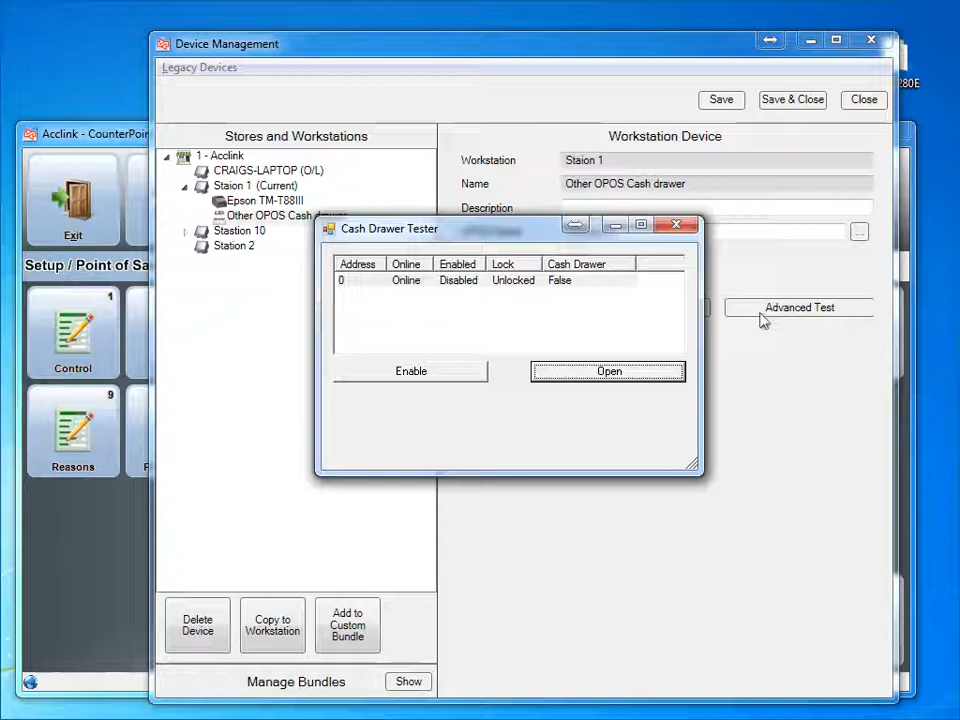 Device Management
Legacy Devices
280E
Save
Save & Close
Close
Acclink - CounterPoin
Stores and Workstations
Workstation Device
1 - Acclink
Workstation
Staion 1
CRAIGS-LAPTOP (O/L)
Staion 1 (Current)
Name
Other OPOS Cash drawer
Epson TM-T88III
Description
Other OPOS Cash drawer
Stastion 10
Station 2
...
Exit
Setup / Point of Sa
Cash Drawer Tester
Address
Online
Enabled
Lock
Cash Drawer
0
Online
Disabled
Unlocked
False
Advanced Test
1
Control
Enable
Open
9
Reasons
Delete
Device
Copy to
Workstation
Add to
Custom
Bundle
Manage Bundles
Show